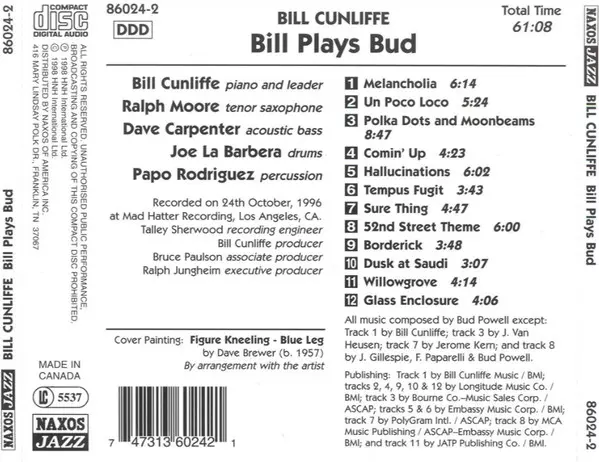 86024-2
COMPACT
disc
DIGITAL AUDIO
ALL RIGHTS RESERVED. UNAUTHORISED PUBLIC PERFORMANCE,
BROADCASTING AND COPYING OF THIS COMPACT DISC PROHIBITED.
℗ 1998 HNH International Ltd.
© 1998 HNH International Ltd.
DISTRIBUTED BY NAXOS OF AMERICA INC.
416 MARY LINDSAY POLK DR., FRANKLIN, TN 37067
BILL CUNLIFFE Bill Plays Bud
NAXOS
JAZZ
MADE IN
CANADA
LC 5537
NAXOS
JAZZ
86024-2
DDD
BILL CUNLIFFE
Bill Plays Bud
Total Time
61:08
Bill Cunliffe piano and leader
Ralph Moore tenor saxophone
Dave Carpenter acoustic bass
Joe La Barbera drums
Papo Rodriguez percussion
Recorded on 24th October, 1996
at Mad Hatter Recording, Los Angeles, CA.
Talley Sherwood recording engineer
Bill Cunliffe producer
Bruce Paulson associate producer
Ralph Jungheim executive producer
Cover Painting: Figure Kneeling - Blue Leg
by Dave Brewer (b. 1957)
By arrangement with the artist
7 47313 60242 1
1 Melancholia 6:14
2 Un Poco Loco 5:24
3 Polka Dots and Moonbeams
8:47
4 Comin' Up 4:23
5 Hallucinations 6:02
6 Tempus Fugit 3:43
7 Sure Thing 4:47
8 52nd Street Theme 6:00
9 Borderick 3:48
10 Dusk at Saudi 3:07
11 Willowgrove 4:14
12 Glass Enclosure 4:06
All music composed by Bud Powell except:
Track 1 by Bill Cunliffe; track 3 by J. Van
Heusen; track 7 by Jerome Kern; and track 8
by J. Gillespie, F. Paparelli & Bud Powell.
Publishing: Track 1 by Bill Cunliffe Music / BMI;
tracks 2, 4, 9, 10 & 12 by Longitude Music Co. /
BMI; track 3 by Bourne Co.–Music Sales Corp. /
ASCAP; tracks 5 & 6 by Embassy Music Corp. / BMI;
track 7 by PolyGram Intl. / ASCAP; track 8 by MCA
Music Publishing / ASCAP–Embassy Music Corp. /
BMI; and track 11 by JATP Publishing Co. / BMI.
NAXOS JAZZ
BILL CUNLIFFE Bill Plays Bud
86024-2